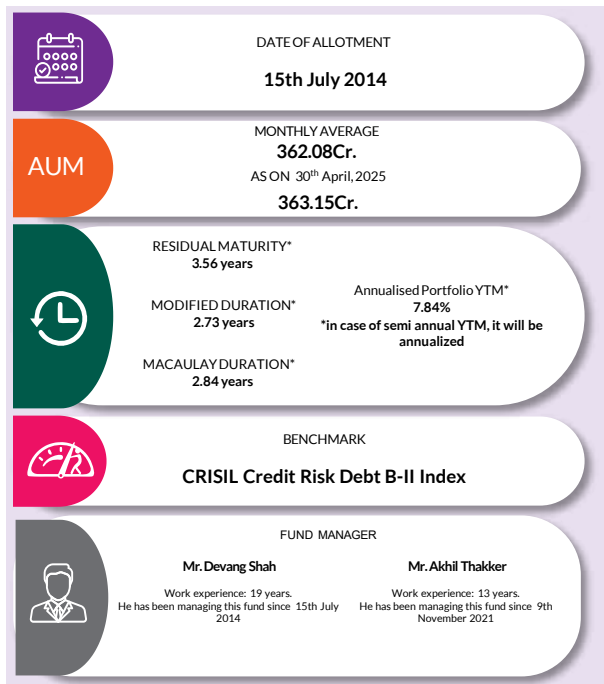 DATE OF ALLOTMENT
15th July 2014
AUM
MONTHLY AVERAGE
362.08Cr.
AS ON 30th April, 2025
363.15Cr.
RESIDUAL MATURITY*
3.56 years
MODIFIED DURATION*
2.73 years
MACAULAY DURATION*
2.84 years
Annualised Portfolio YTM*
7.84%
*in case of semi annual YTM, it will be
annualized
BENCHMARK
CRISIL Credit Risk Debt B-II Index
FUND MANAGER
Mr. Devang Shah
Work experience: 19 years.
He has been managing this fund since 15th July
2014
Mr. Akhil Thakker
Work experience: 13 years.
He has been managing this fund since 9th
November 2021